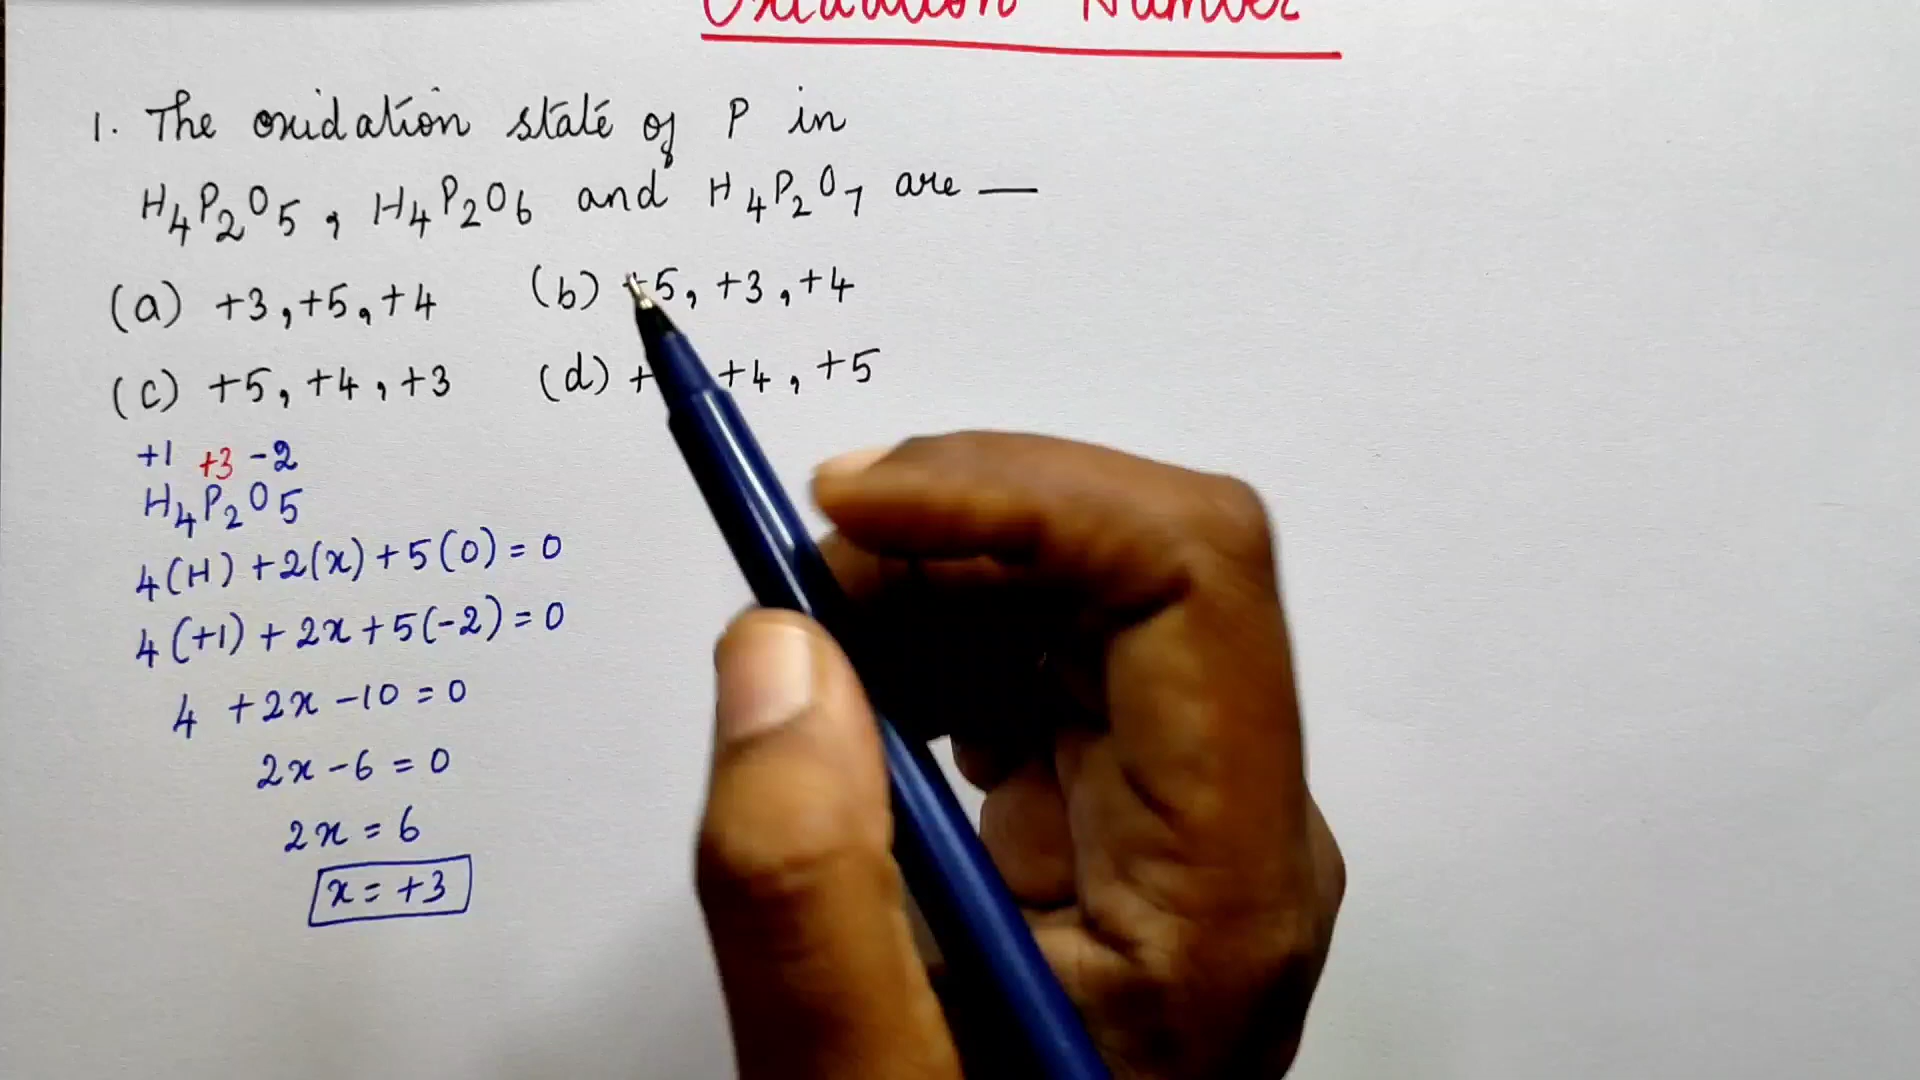 Oxidation Number
1. The oxidation state of P in
H4P2O5, H4P2O6 and H4P2O7 are —
(a) +3, +5, +4 (b) +5, +3, +4
(c) +5, +4, +3 (d) + +4, +5
+1 +3 -2
H4P2O5
4(H) + 2(x) + 5(O) = 0
4(+1) + 2x + 5(-2) = 0
4 + 2x - 10 = 0
2x - 6 = 0
2x = 6
x = +3